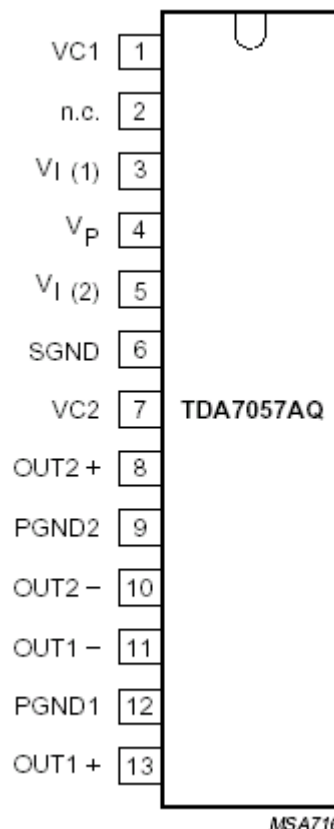 VC1 1
n.c. 2
VI (1) 3
VP 4
VI (2) 5
SGND 6
VC2 7 TDA7057AQ
OUT2 + 8
PGND2 9
OUT2 − 10
OUT1 − 11
PGND1 12
OUT1 + 13
MSA716